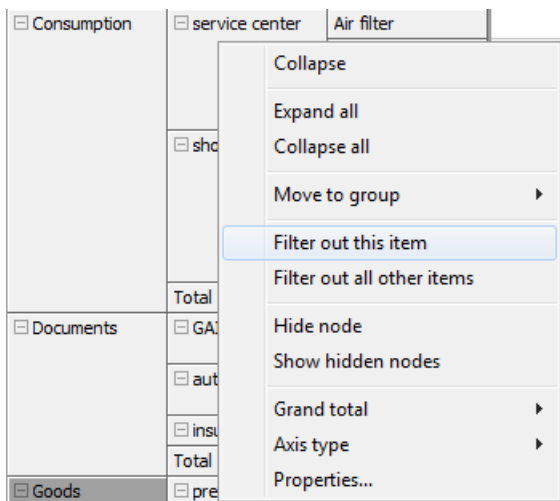 Consumption service center Air filter
Collapse
Expand all
Collapse all
Move to group
Filter out this item
Filter out all other items
Total
Documents
Hide node
Show hidden nodes
Grand total
Axis type
Total
Properties...
Goods